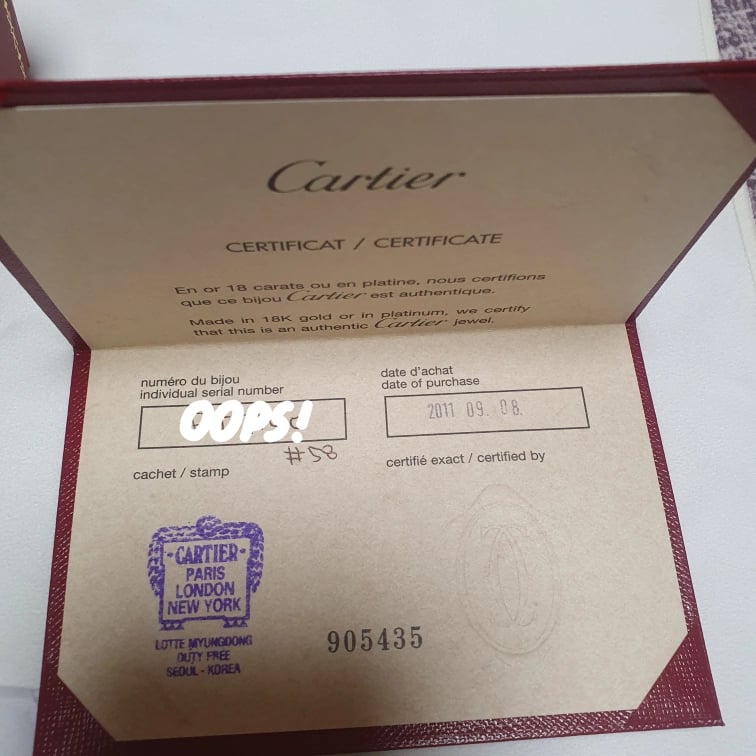 Cartier
CERTIFICAT / CERTIFICATE
En or 18 carats ou en platine, nous certifions
que ce bijou Cartier est authentique.
Made in 18K gold or in platinum, we certify
that this is an authentic Cartier jewel.
numéro du bijou
individual serial number
OOPS!
#58
date d'achat
date of purchase
2011 09. 08.
cachet / stamp
certifié exact / certified by
·CARTIER·
PARIS
LONDON
NEW YORK
LOTTE MYUNGDONG
DUTY FREE
SEOUL - KOREA
905435